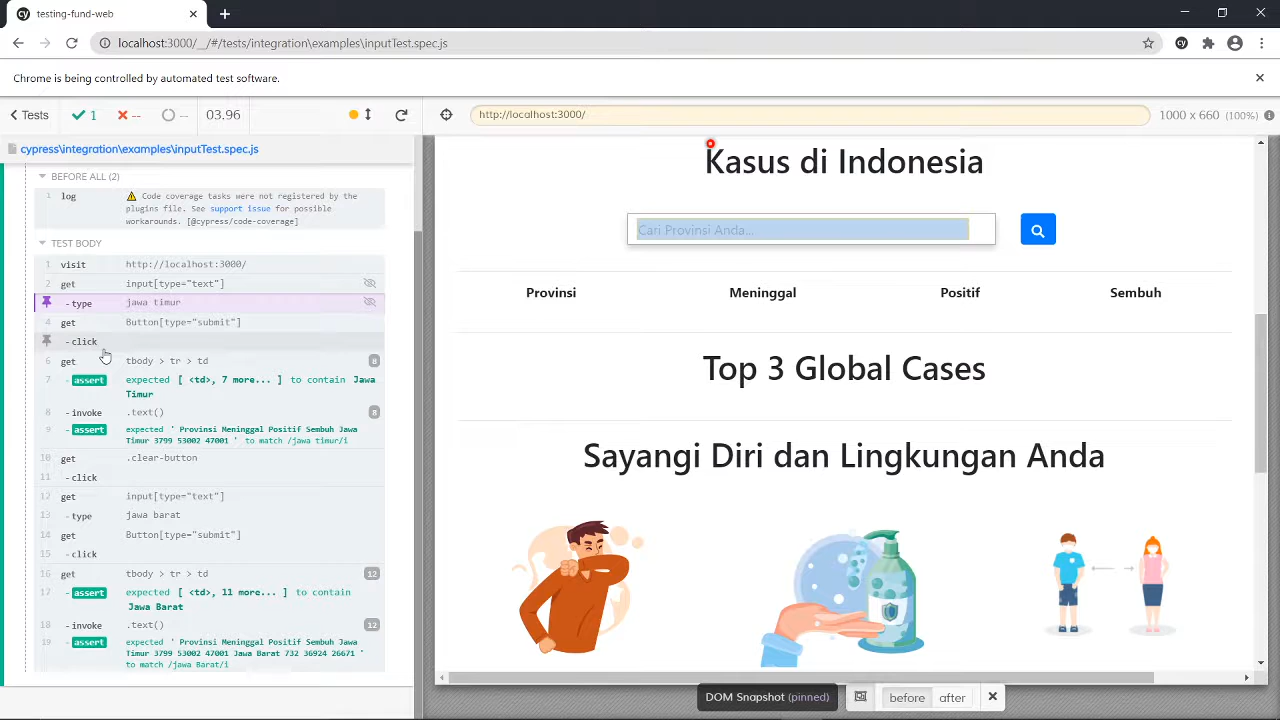 testing-fund-web
localhost:3000/__/#/tests/integration\examples\inputTest.spec.js
Chrome is being controlled by automated test software.
Tests 1 -- -- 03.96
http://localhost:3000/
1000 x 660 (100%)
cypress\integration\examples\inputTest.spec.js
BEFORE ALL (2)
1 log Code coverage tasks were not registered by the
plugins file. See support issue for possible
workarounds. [@cypress/code-coverage]
TEST BODY
1 visit http://localhost:3000/
2 get input[type="text"]
- type jawa timur
4 get Button[type="submit"]
- click
6 get tbody > tr > td 8
7 - assert expected [ <td>, 7 more... ] to contain Jawa
Timur
8 - invoke .text() 8
9 - assert expected ' Provinsi Meninggal Positif Sembuh Jawa
Timur 3799 53002 47001 ' to match /jawa timur/i
10 get .clear-button
11 - click
12 get input[type="text"]
13 - type jawa barat
14 get Button[type="submit"]
15 - click
16 get tbody > tr > td 12
17 - assert expected [ <td>, 11 more... ] to contain
Jawa Barat
18 - invoke .text() 12
19 - assert expected ' Provinsi Meninggal Positif Sembuh Jawa
Timur 3799 53002 47001 Jawa Barat 732 36924 26671 '
to match /jawa Barat/i
Kasus di Indonesia
Cari Provinsi Anda...
Provinsi Meninggal Positif Sembuh
Top 3 Global Cases
Sayangi Diri dan Lingkungan Anda
DOM Snapshot (pinned) before after